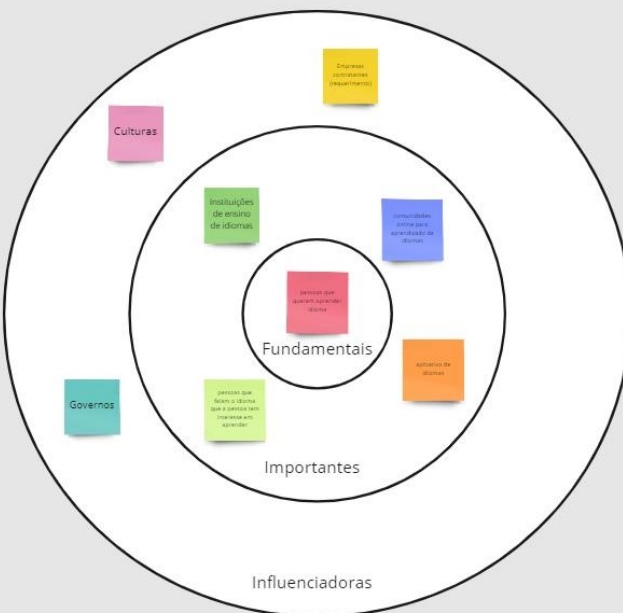 Empresas
contratantes
(requerimento)
Culturas
Instituições
de ensino
de idiomas
comunidades
online para
aprendizado de
idiomas
pessoas que
querem aprender
idioma
Fundamentais
aplicativo de
idiomas
Governos
pessoas que
falam o idioma
que a pessoa tem
interesse em
aprender
Importantes
Influenciadoras